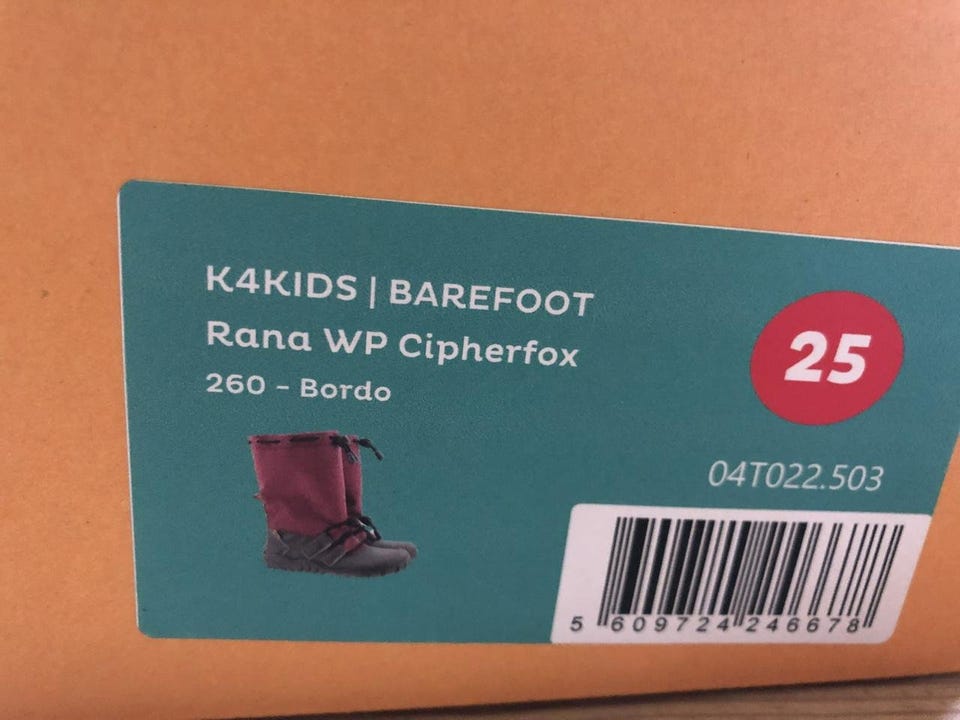 K4KIDS | BAREFOOT
Rana WP Cipherfox
260 - Bordo
25
04T022.503
5 609724 246678